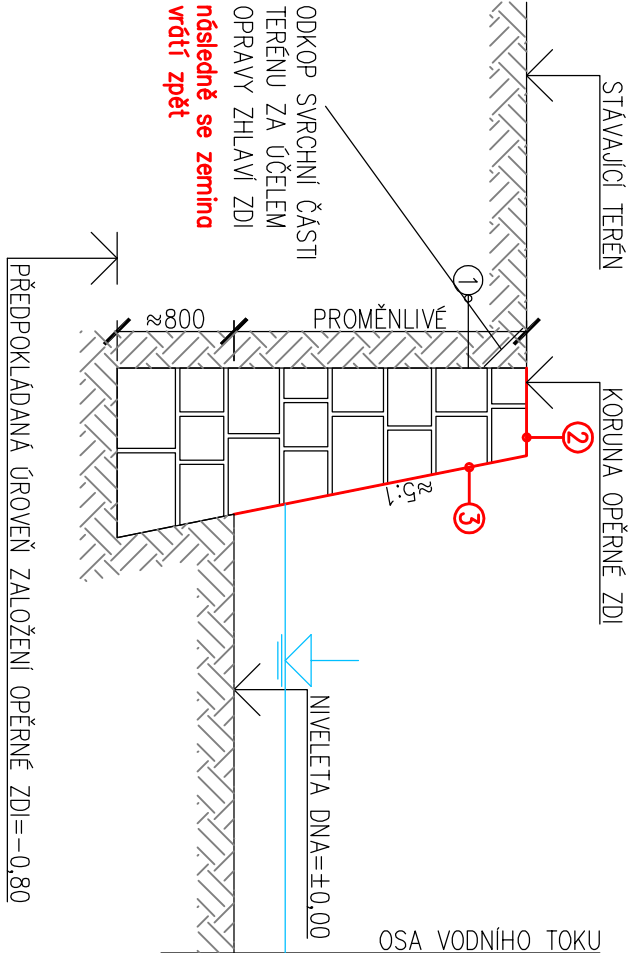 STÁVAJÍCÍ TERÉN
KORUNA OPĚRNÉ ZDI
ODKOP SVRCHNÍ ČÁSTI
TERÉNU ZA ÚČELEM
OPRAVY ZHLAVÍ ZDI
následně se zemina
vrátí zpět
1
2
3
PROMĚNLIVÉ
≈800
≈5:1
NIVELETA DNA=±0,00
PŘEDPOKLÁDANÁ ÚROVEŇ ZALOŽENÍ OPĚRNÉ ZDI=-0,80
OSA VODNÍHO TOKU